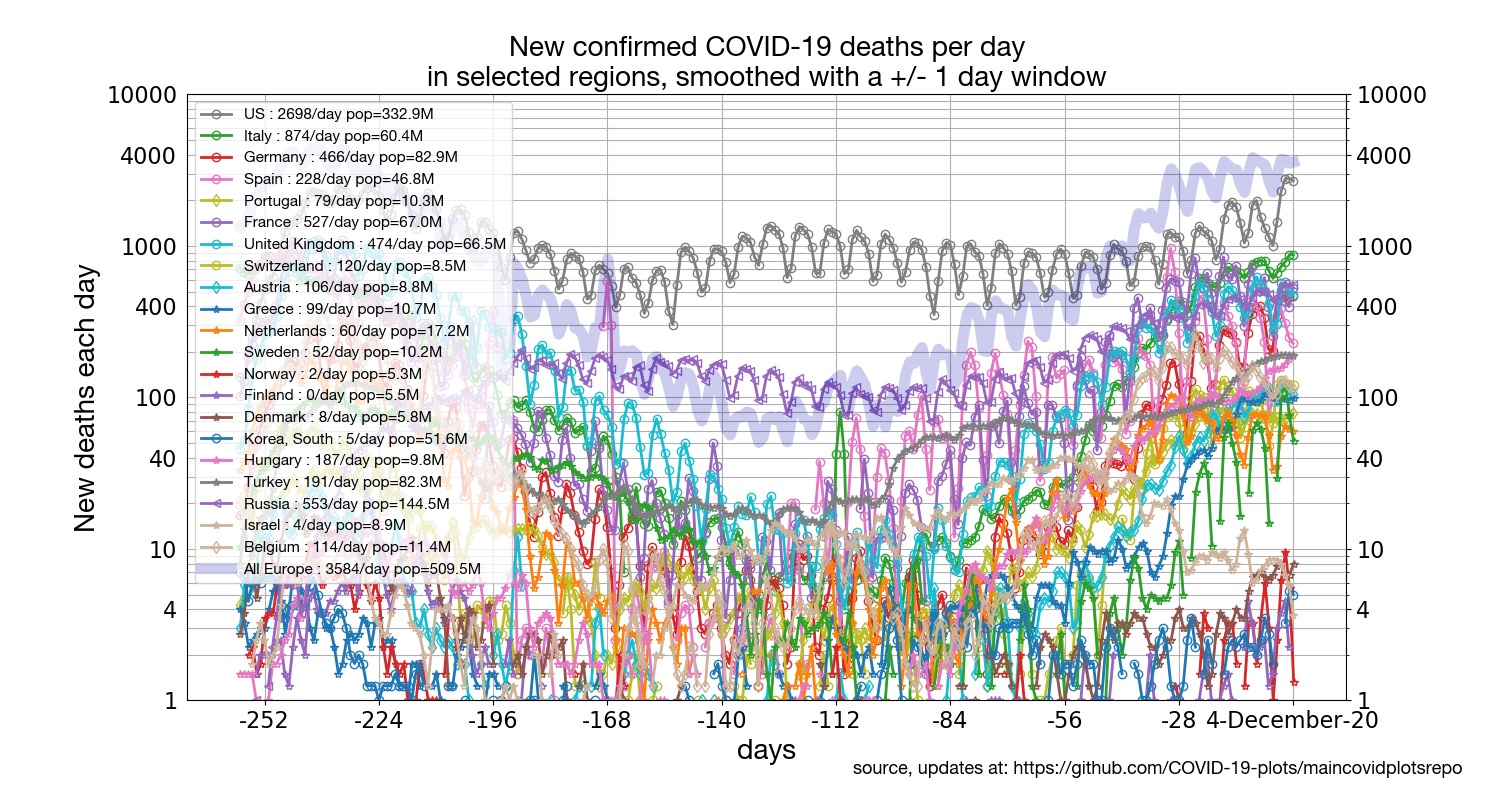 New confirmed COVID-19 deaths per day
in selected regions, smoothed with a +/- 1 day window
New deaths each day
10000
4000
1000
400
100
40
10
4
1
US : 2698/day pop=332.9M
Italy : 874/day pop=60.4M
Germany : 466/day pop=82.9M
Spain : 228/day pop=46.8M
Portugal : 79/day pop=10.3M
France : 527/day pop=67.0M
United Kingdom : 474/day pop=66.5M
Switzerland : 120/day pop=8.5M
Austria : 106/day pop=8.8M
Greece : 99/day pop=10.7M
Netherlands : 60/day pop=17.2M
Sweden : 52/day pop=10.2M
Norway : 2/day pop=5.3M
Finland : 0/day pop=5.5M
Denmark : 8/day pop=5.8M
Korea, South : 5/day pop=51.6M
Hungary : 187/day pop=9.8M
Turkey : 191/day pop=82.3M
Russia : 553/day pop=144.5M
Israel : 4/day pop=8.9M
Belgium : 114/day pop=11.4M
All Europe : 3584/day pop=509.5M
10000
4000
1000
400
100
40
10
4
1
-252 -224 -196 -168 -140 -112 -84 -56 -28 4-December-20
days
source, updates at: https://github.com/COVID-19-plots/maincovidplotsrepo